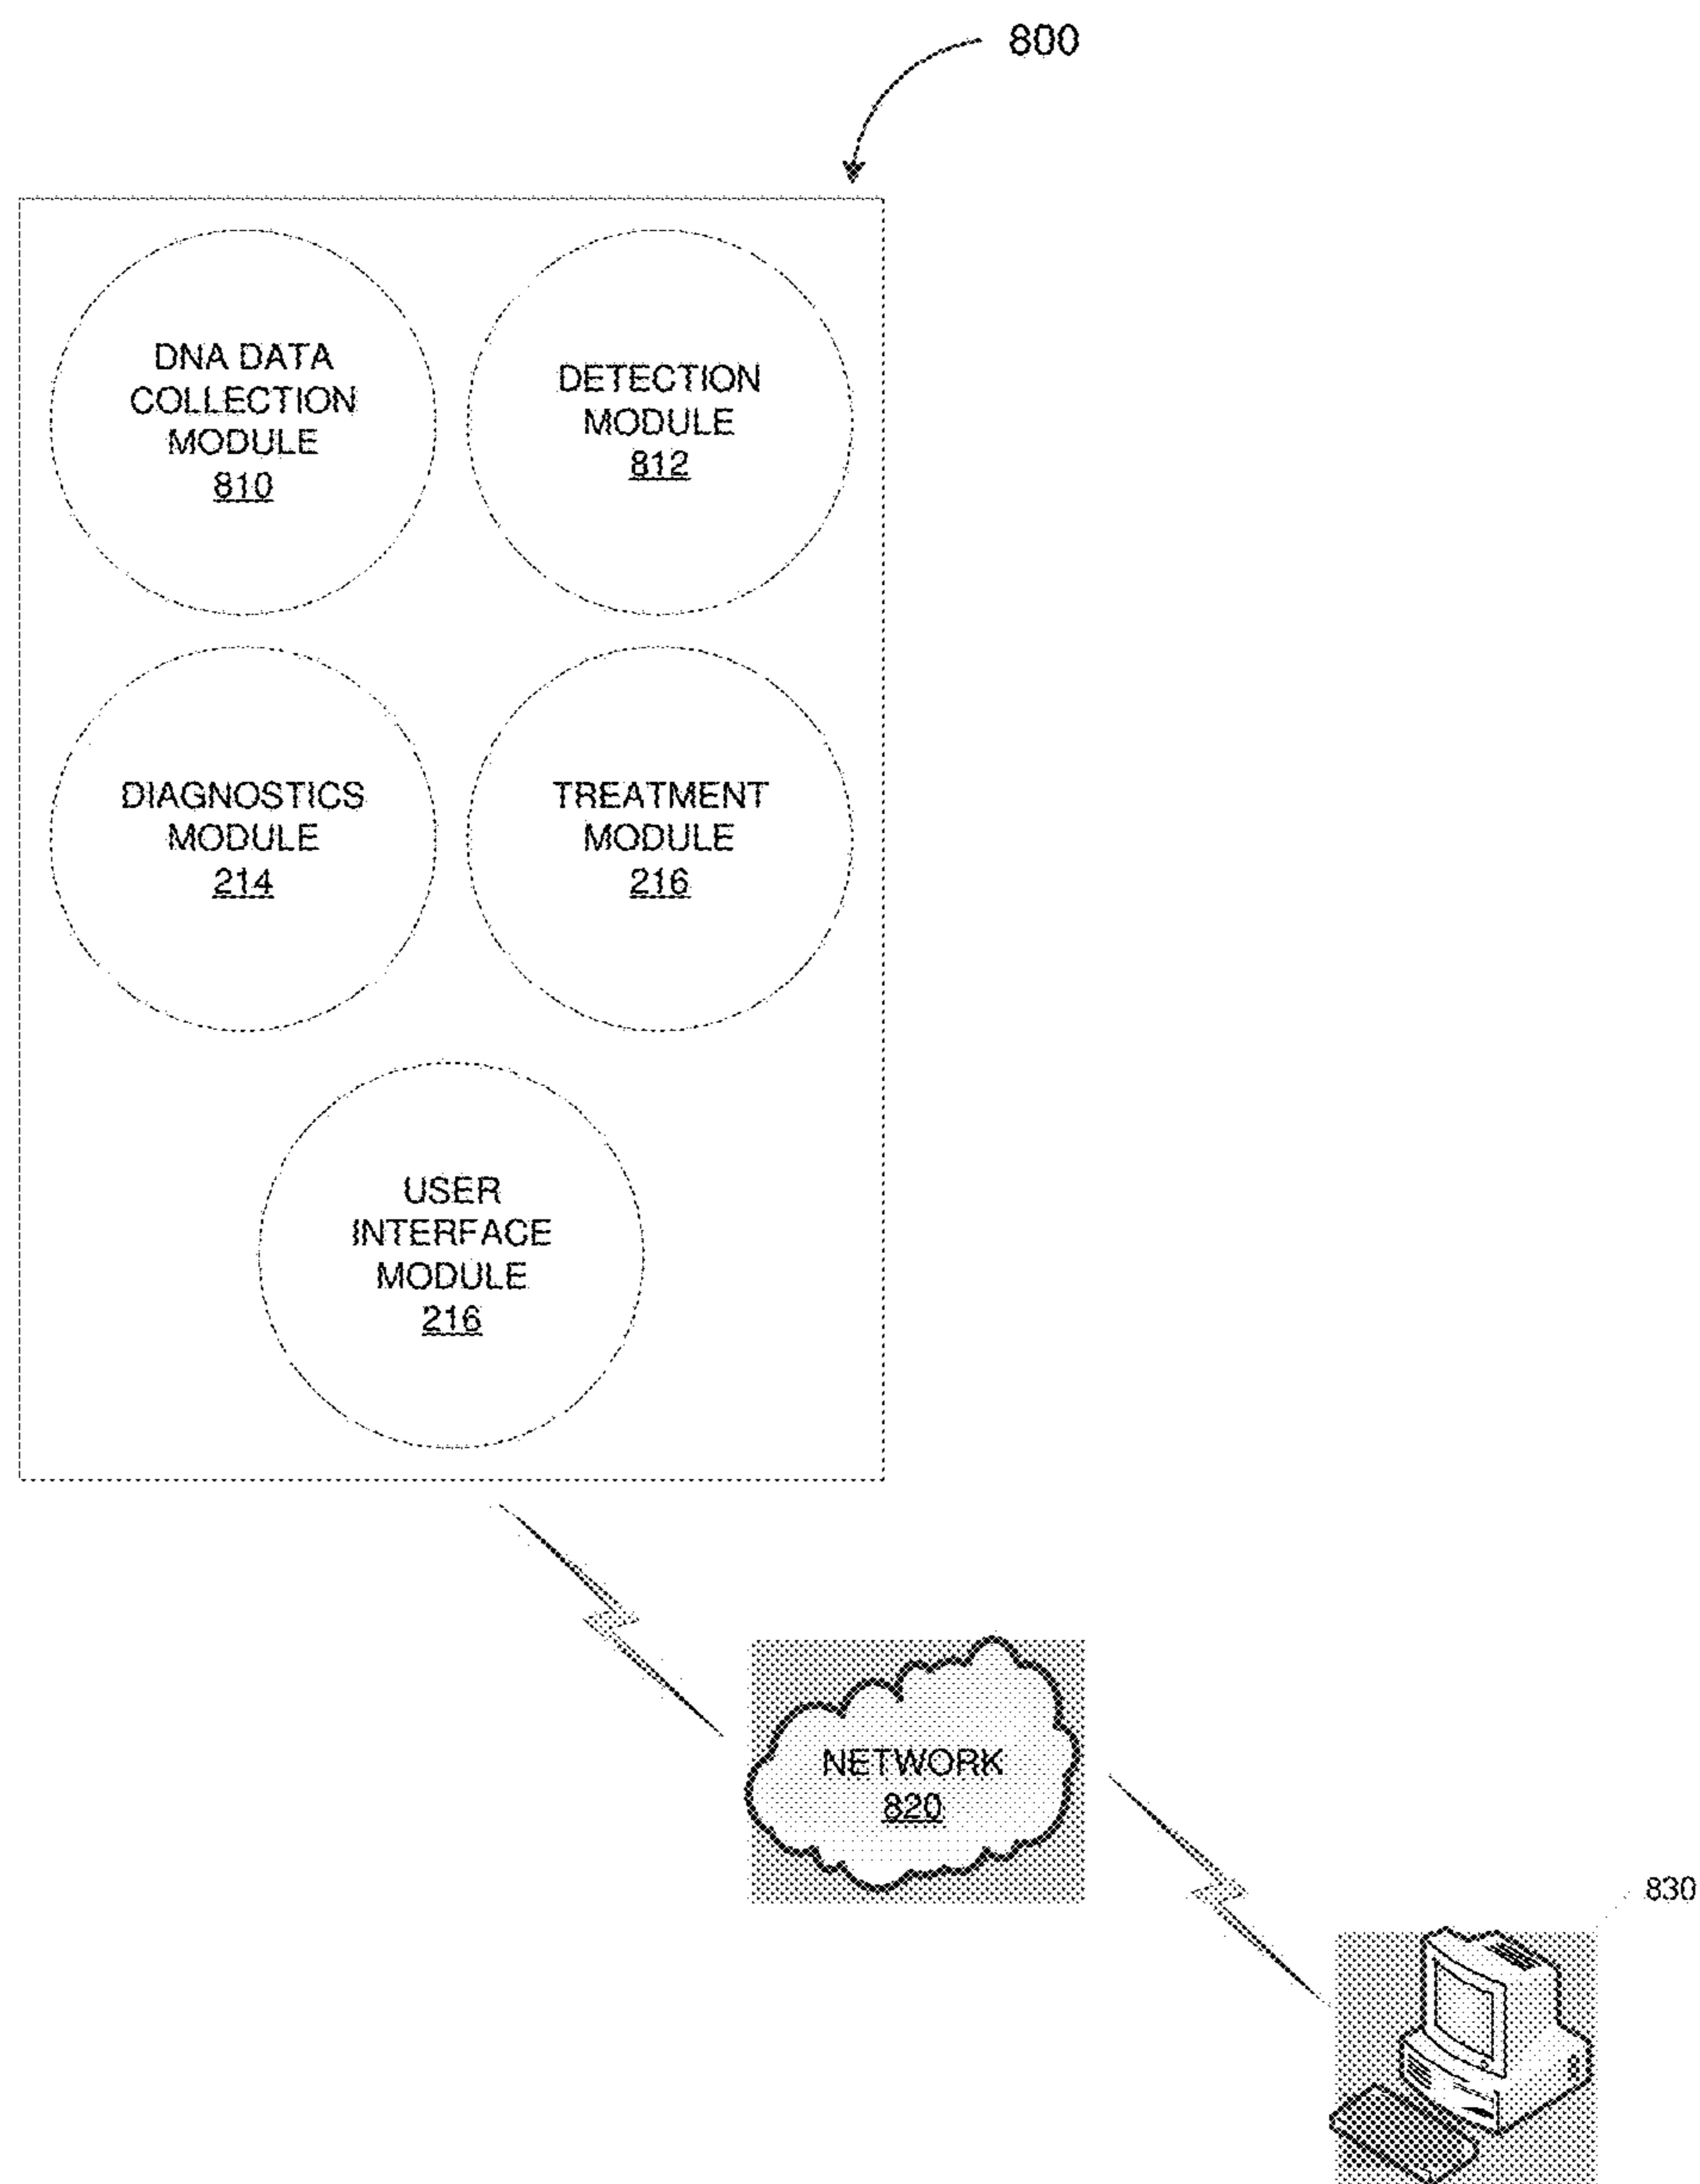 800
DNA DATA
COLLECTION
MODULE
810
DETECTION
MODULE
812
DIAGNOSTICS
MODULE
214
TREATMENT
MODULE
216
USER
INTERFACE
MODULE
216
NETWORK
820
830